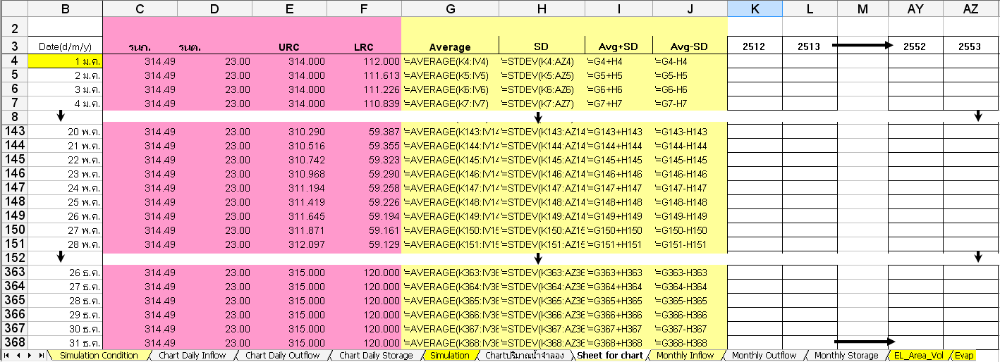 B C D E F G H I J K L M AY AZ
2
3 Date(d/m/y) รนก. รนต. URC LRC Average SD Avg+SD Avg-SD 2512 2513 2552 2553
4 1 ม.ค. 314.49 23.00 314.000 112.000 '=AVERAGE(K4:IV4) '=STDEV(K4:AZ4) '=G4+H4 '=G4-H4
5 2 ม.ค. 314.49 23.00 314.000 111.613 '=AVERAGE(K5:IV5) '=STDEV(K5:AZ5) '=G5+H5 '=G5-H5
6 3 ม.ค. 314.49 23.00 314.000 111.226 '=AVERAGE(K6:IV6) '=STDEV(K6:AZ6) '=G6+H6 '=G6-H6
7 4 ม.ค. 314.49 23.00 314.000 110.839 '=AVERAGE(K7:IV7) '=STDEV(K7:AZ7) '=G7+H7 '=G7-H7
8
143 20 พ.ค. 314.49 23.00 310.290 59.387 '=AVERAGE(K143:IV14 '=STDEV(K143:AZ14 '=G143+H143 '=G143-H143
144 21 พ.ค. 314.49 23.00 310.516 59.355 '=AVERAGE(K144:IV14 '=STDEV(K144:AZ14 '=G144+H144 '=G144-H144
145 22 พ.ค. 314.49 23.00 310.742 59.323 '=AVERAGE(K145:IV14 '=STDEV(K145:AZ14 '=G145+H145 '=G145-H145
146 23 พ.ค. 314.49 23.00 310.968 59.290 '=AVERAGE(K146:IV14 '=STDEV(K146:AZ14 '=G146+H146 '=G146-H146
147 24 พ.ค. 314.49 23.00 311.194 59.258 '=AVERAGE(K147:IV14 '=STDEV(K147:AZ14 '=G147+H147 '=G147-H147
148 25 พ.ค. 314.49 23.00 311.419 59.226 '=AVERAGE(K148:IV14 '=STDEV(K148:AZ14 '=G148+H148 '=G148-H148
149 26 พ.ค. 314.49 23.00 311.645 59.194 '=AVERAGE(K149:IV14 '=STDEV(K149:AZ14 '=G149+H149 '=G149-H149
150 27 พ.ค. 314.49 23.00 311.871 59.161 '=AVERAGE(K150:IV15 '=STDEV(K150:AZ15 '=G150+H150 '=G150-H150
151 28 พ.ค. 314.49 23.00 312.097 59.129 '=AVERAGE(K151:IV15 '=STDEV(K151:AZ15 '=G151+H151 '=G151-H151
152
363 26 ธ.ค. 314.49 23.00 315.000 120.000 '=AVERAGE(K363:IV36 '=STDEV(K363:AZ36 '=G363+H363 '=G363-H363
364 27 ธ.ค. 314.49 23.00 315.000 120.000 '=AVERAGE(K364:IV36 '=STDEV(K364:AZ36 '=G364+H364 '=G364-H364
365 28 ธ.ค. 314.49 23.00 315.000 120.000 '=AVERAGE(K365:IV36 '=STDEV(K365:AZ36 '=G365+H365 '=G365-H365
366 29 ธ.ค. 314.49 23.00 315.000 120.000 '=AVERAGE(K366:IV36 '=STDEV(K366:AZ36 '=G366+H366 '=G366-H366
367 30 ธ.ค. 314.49 23.00 315.000 120.000 '=AVERAGE(K367:IV36 '=STDEV(K367:AZ36 '=G367+H367 '=G367-H367
368 31 ธ.ค. 314.49 23.00 315.000 120.000 '=AVERAGE(K368:IV36 '=STDEV(K368:AZ36 '=G368+H368 '=G368-H368
Simulation Condition Chart Daily Inflow Chart Daily Outflow Chart Daily Storage Simulation Chartปริมาณน้ำจำลอง Sheet for chart Monthly Inflow Monthly Outflow Monthly Storage EL_Area_Vol Evap